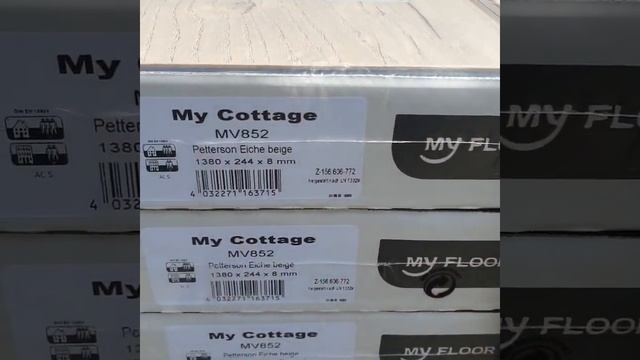 My Cottage
MV852
Petterson Eiche beige
1380 x 244 x 8 mm
4 032271 163715
Z-156.606-772
MY FLOOR
AC 5
My Cottage
MV852
Petterson Eiche beige
1380 x 244 x 8 mm
4 032271 163715
Z-156.606-772
MY FLOOR
My Cottage
MV852
Petterson Eiche beige
MY FLOOR